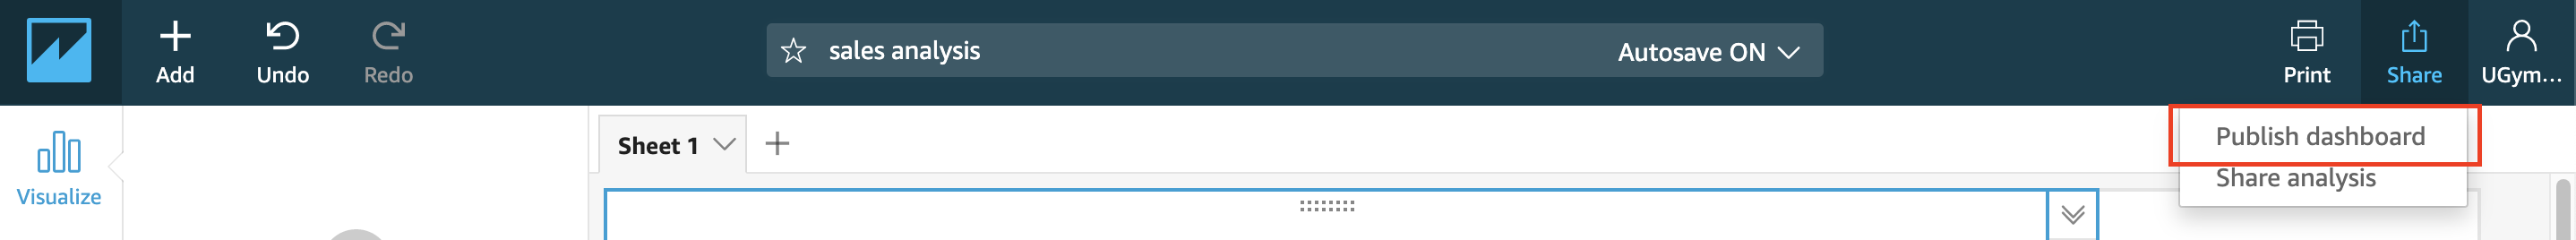 Add
Undo
Redo
sales analysis
Autosave ON
Print
Share
UGym...
Visualize
Sheet 1
Publish dashboard
Share analysis